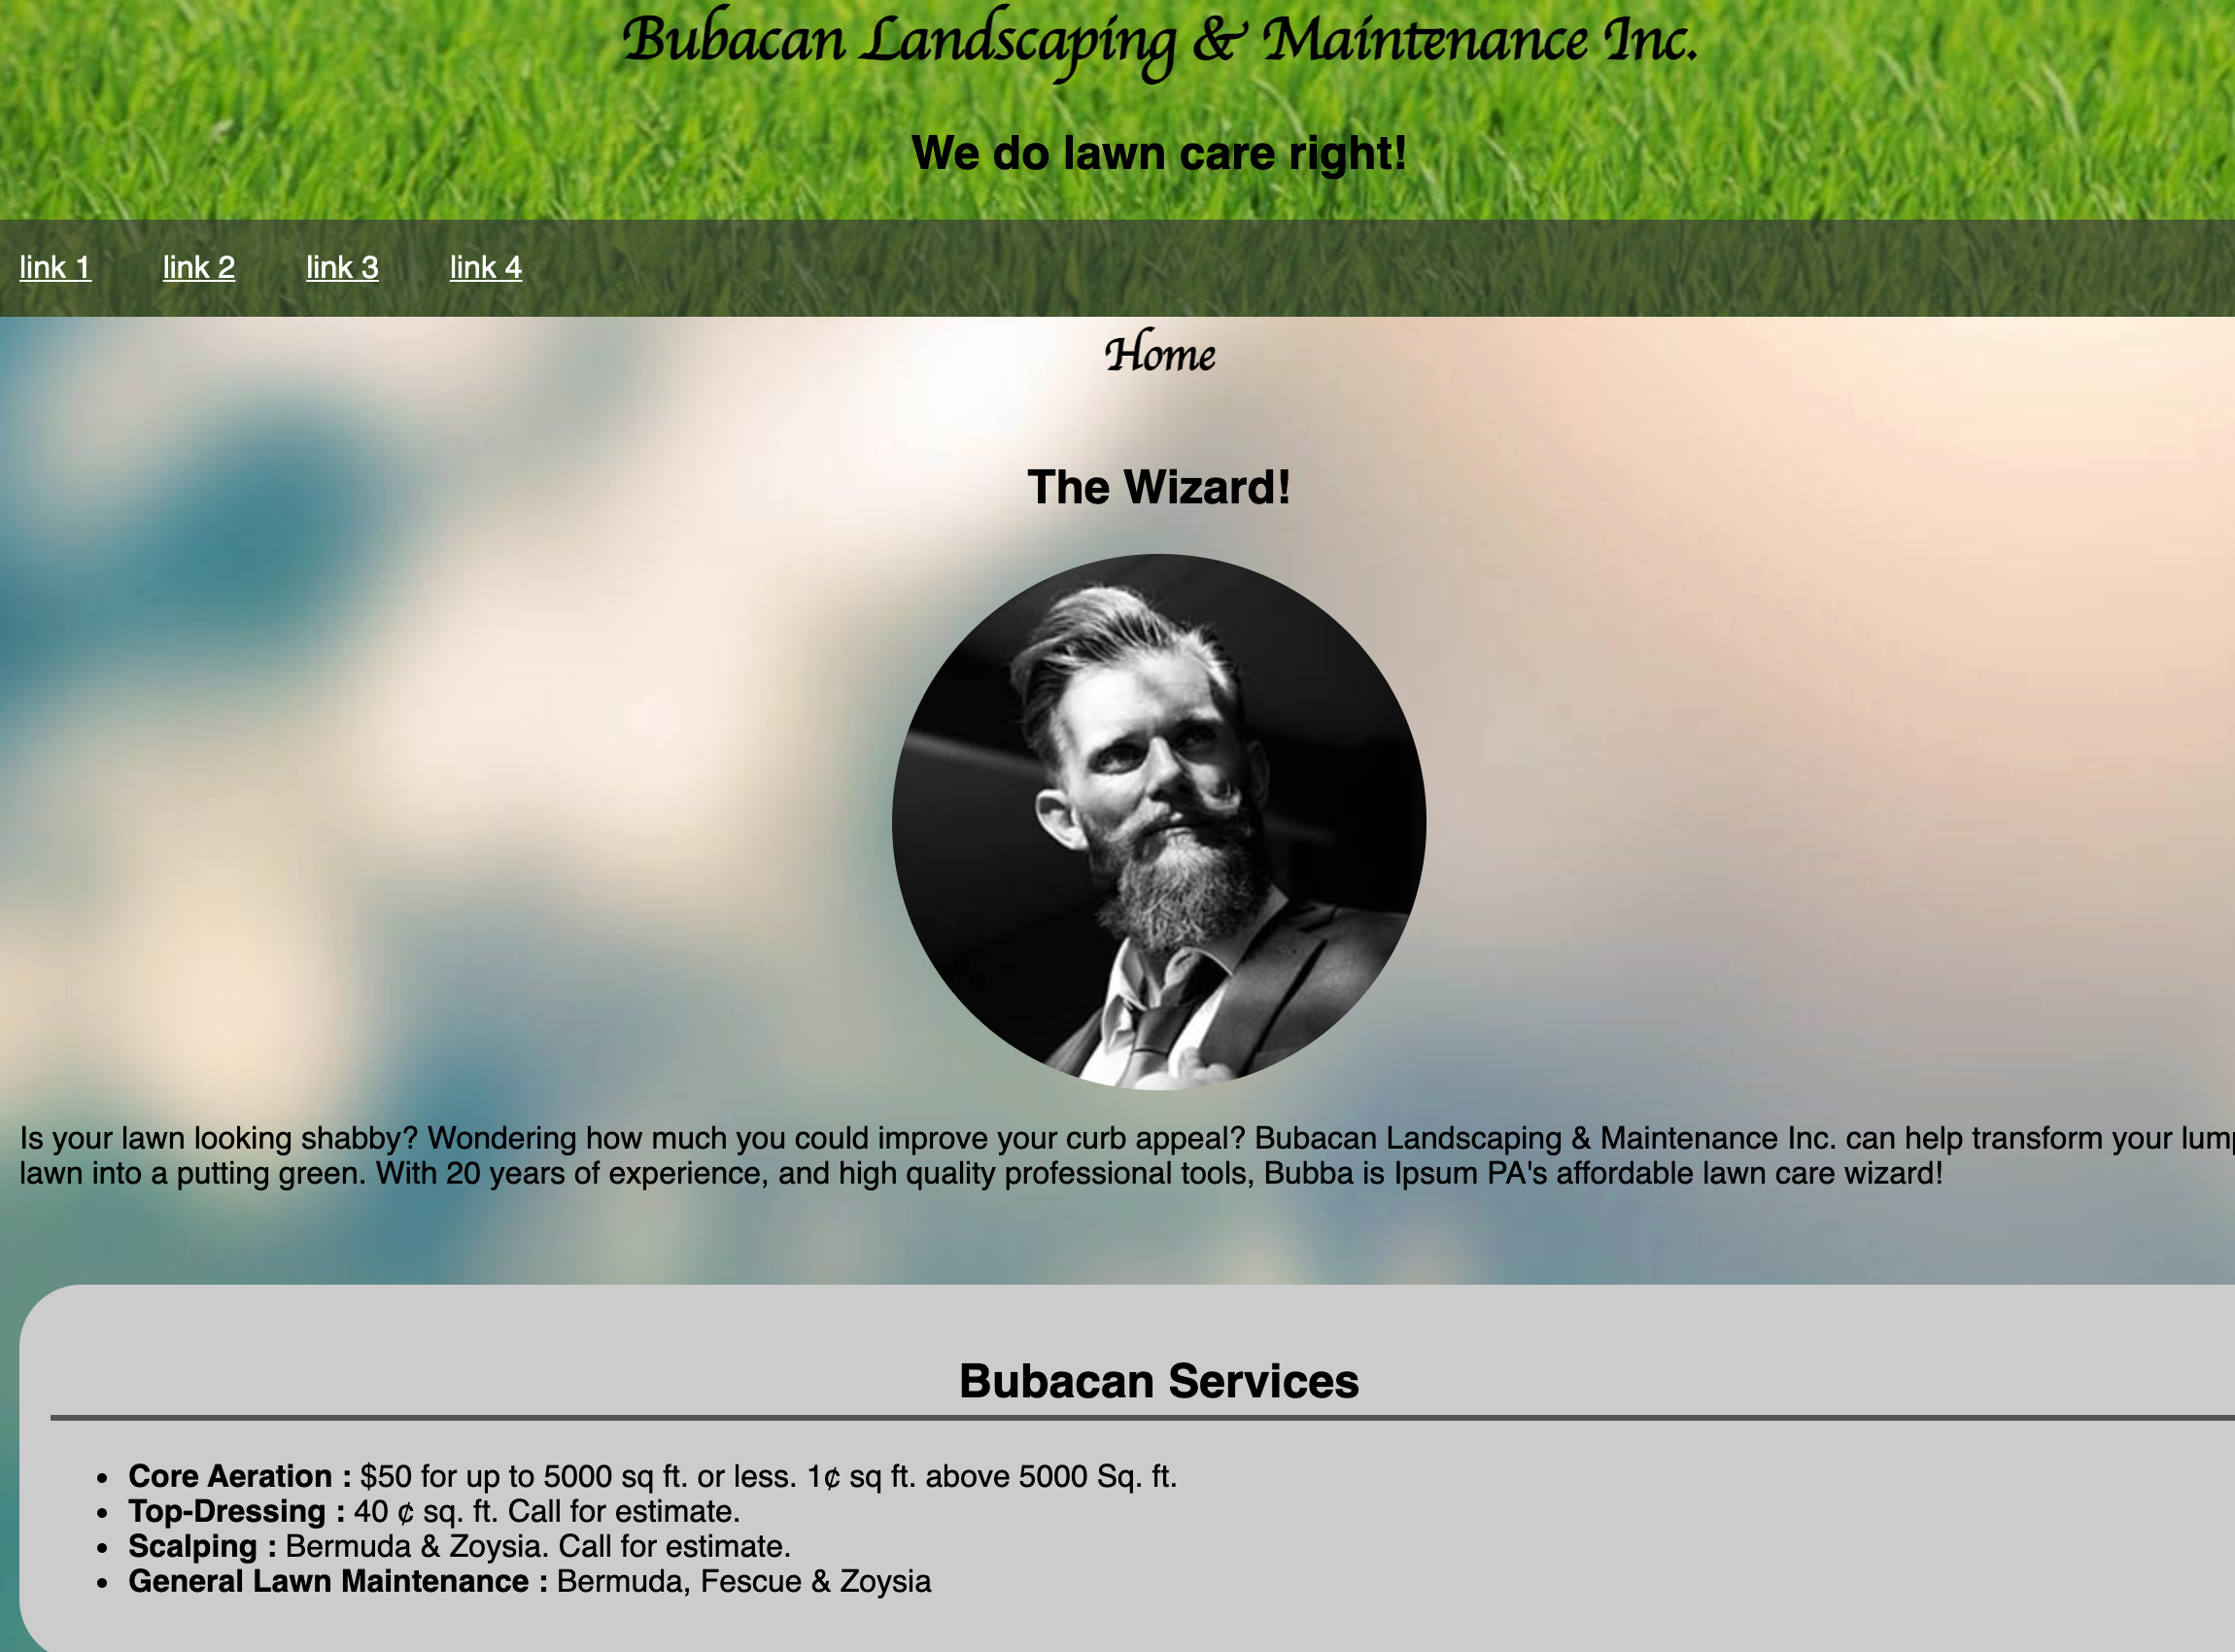 Bubacan Landscaping & Maintenance Inc.
We do lawn care right!
link 1 link 2 link 3 link 4
Home
The Wizard!
Is your lawn looking shabby? Wondering how much you could improve your curb appeal? Bubacan Landscaping & Maintenance Inc. can help transform your
lawn into a putting green. With 20 years of experience, and high quality professional tools, Bubba is Ipsum PA's affordable lawn care wizard!
Bubacan Services
• Core Aeration : $50 for up to 5000 sq ft. or less. 1¢ sq ft. above 5000 Sq. ft.
• Top-Dressing : 40 ¢ sq. ft. Call for estimate.
• Scalping : Bermuda & Zoysia. Call for estimate.
• General Lawn Maintenance : Bermuda, Fescue & Zoysia